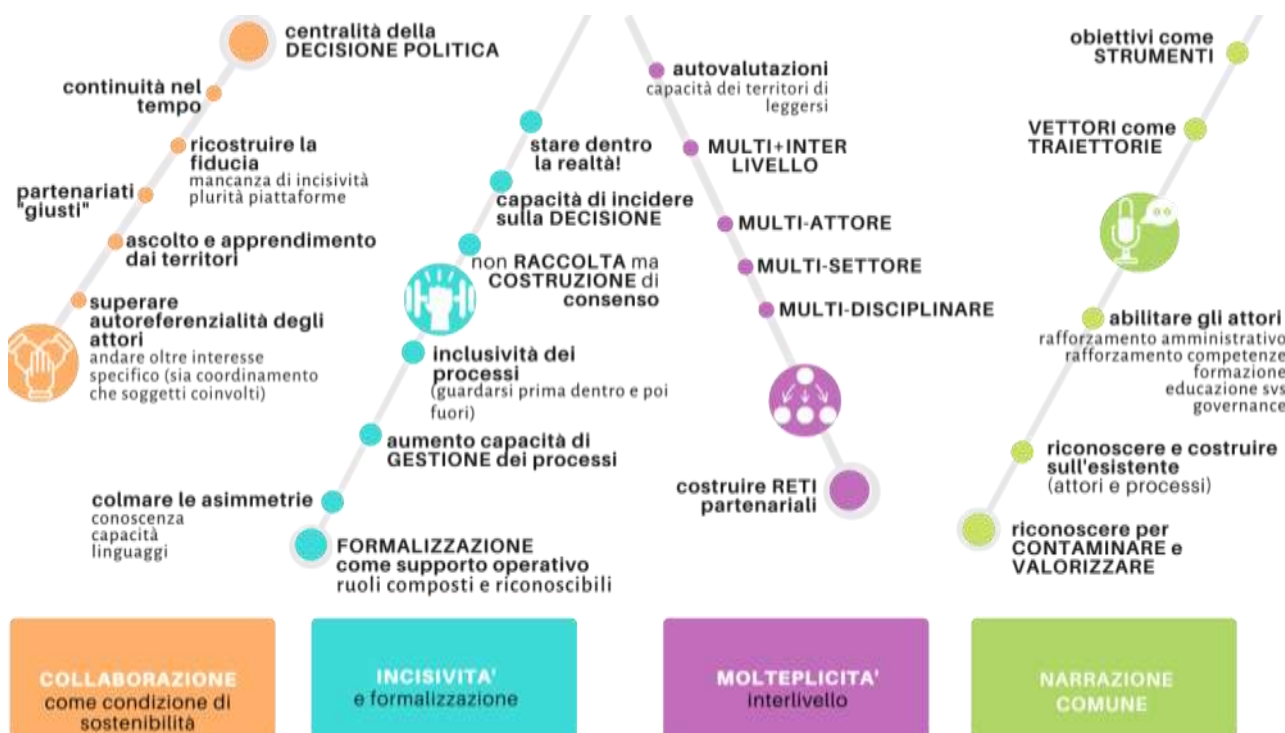 centralità della
DECISIONE POLITICA
continuità nel
tempo
ricostruire la
fiducia
mancanza di incisività
plurità piattaforme
partenariati
"giusti"
ascolto e apprendimento
dai territori
superare
autoreferenzialità degli
attori
andare oltre interesse
specifico (sia coordinamento
che soggetti coinvolti)
stare dentro
la realtà!
capacità di incidere
sulla DECISIONE
non RACCOLTA ma
COSTRUZIONE di
consenso
inclusività dei
processi
(guardarsi prima dentro e poi
fuori)
aumento capacità di
GESTIONE dei processi
colmare le asimmetrie
conoscenza
capacità
linguaggi
FORMALIZZAZIONE
come supporto operativo
ruoli composti e riconoscibili
autovalutazioni
capacità dei territori di
leggersi
MULTI+INTER
LIVELLO
MULTI-ATTORE
MULTI-SETTORE
MULTI-DISCIPLINARE
costruire RETI
partenariali
obiettivi come
STRUMENTI
VETTORI come
TRAIETTORIE
abilitare gli attori
rafforzamento amministrativo
rafforzamento competenze
formazione
educazione svs
governance
riconoscere e costruire
sull'esistente
(attori e processi)
riconoscere per
CONTAMINARE e
VALORIZZARE
COLLABORAZIONE
come condizione di
sostenibilità
INCISIVITA'
e formalizzazione
MOLTEPLICITA'
interlivello
NARRAZIONE
COMUNE